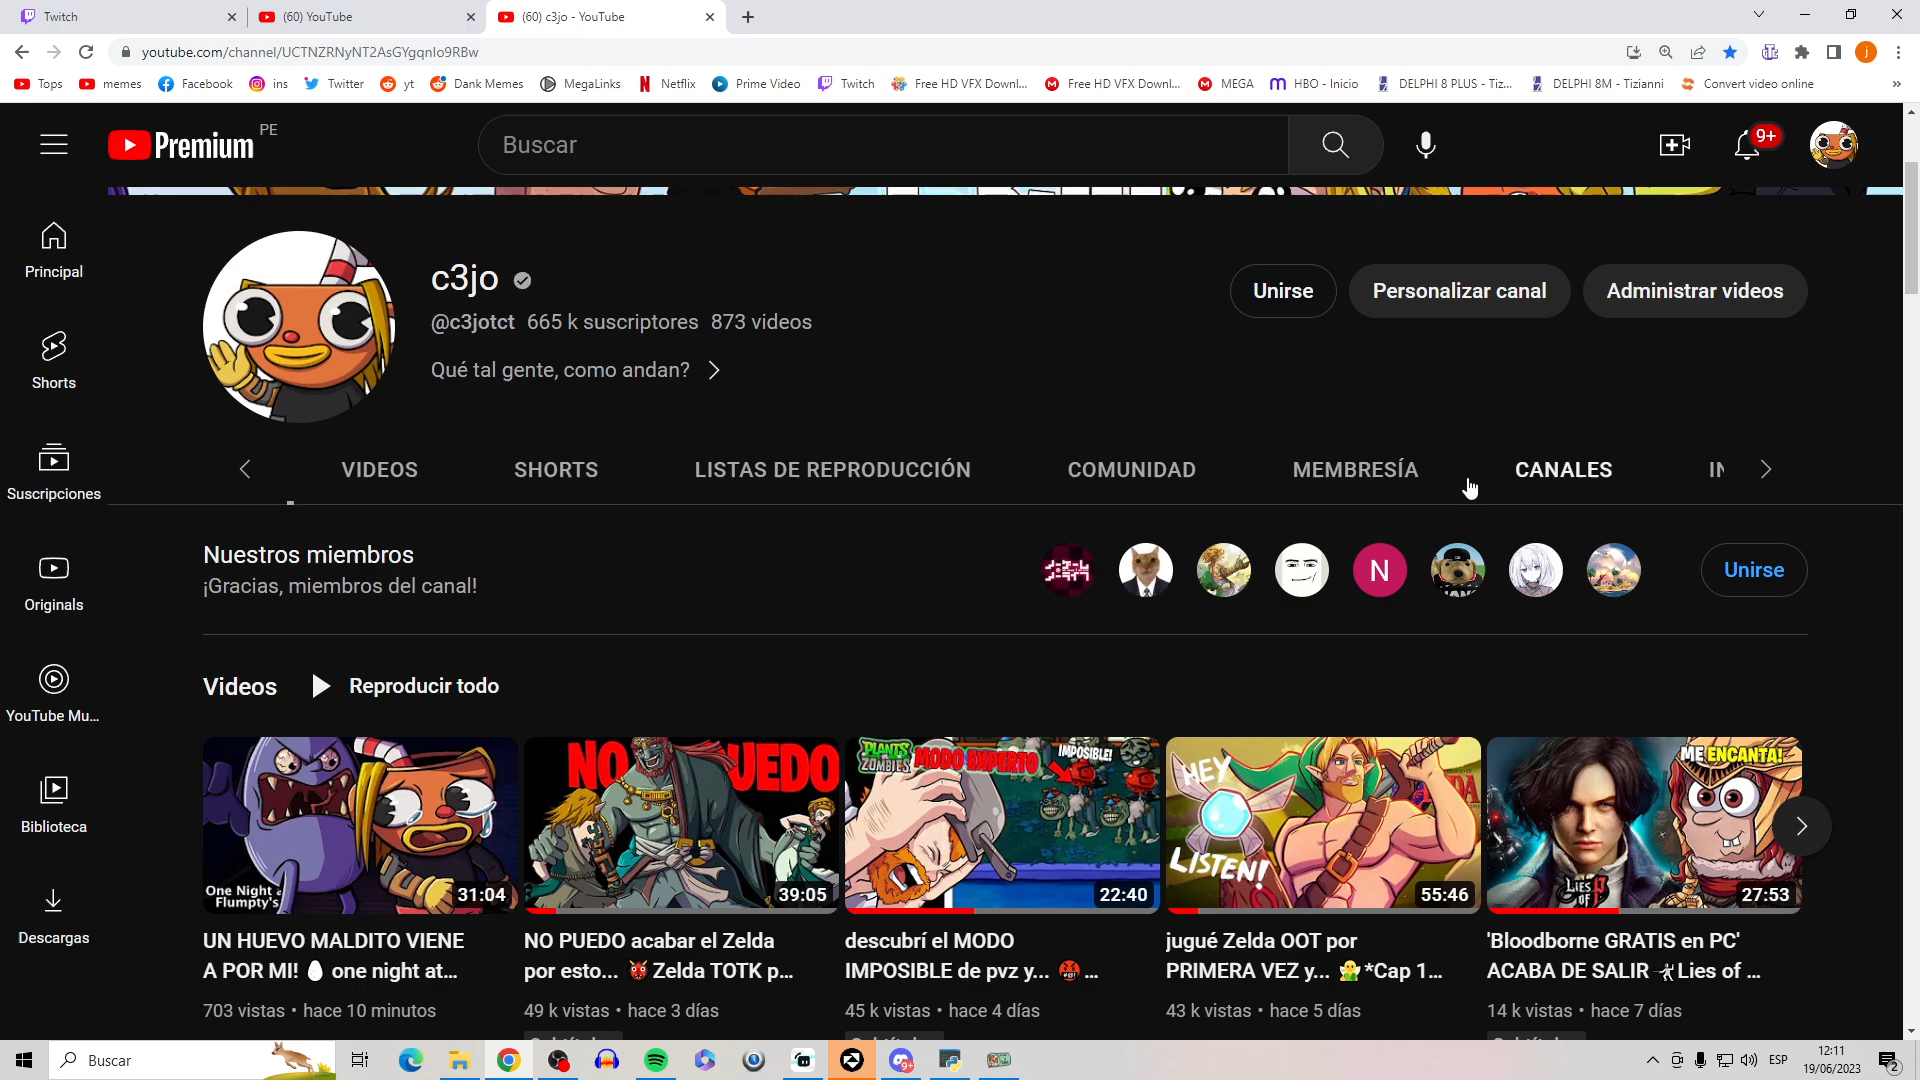 Twitch
(60) YouTube
(60) c3jo - YouTube
youtube.com/channel/UCTNZRNyNT2AsGYgqnIo9RBw
j
Tops
memes
Facebook
ins
Twitter
yt
Dank Memes
MegaLinks
Netflix
Prime Video
Twitch
Free HD VFX Downl...
Free HD VFX Downl...
MEGA
HBO - Inicio
DELPHI 8 PLUS - Tiz...
DELPHI 8M - Tizianni
Convert video online
»
Premium PE
Buscar
9+
Principal
Shorts
Suscripciones
Originals
YouTube Mu...
Biblioteca
Descargas
c3jo
@c3jotct 665 k suscriptores 873 videos
Qué tal gente, como andan?
Unirse
Personalizar canal
Administrar videos
VIDEOS
SHORTS
LISTAS DE REPRODUCCIÓN
COMUNIDAD
MEMBRESÍA
CANALES
Nuestros miembros
¡Gracias, miembros del canal!
N
Unirse
Videos
Reproducir todo
One Night
Flumpty's
31:04
NO PUEDO
39:05
PLANTS
ZOMBIES
MODO EXPERTO
IMPOSIBLE!
22:40
HEY
LISTEN!
55:46
ME ENCANTA!
LIES
OF P
27:53
UN HUEVO MALDITO VIENE
A POR MI! 🥚 one night at...
703 vistas • hace 10 minutos
NO PUEDO acabar el Zelda
por esto... 👹 Zelda TOTK p...
49 k vistas • hace 3 días
descubrí el MODO
IMPOSIBLE de pvz y... 🤬 ...
45 k vistas • hace 4 días
jugué Zelda OOT por
PRIMERA VEZ y... 🧝 *Cap 1...
43 k vistas • hace 5 días
'Bloodborne GRATIS en PC'
ACABA DE SALIR 🤺 Lies of ...
14 k vistas • hace 7 días
Buscar
9+
ESP
12:11
19/06/2023
2